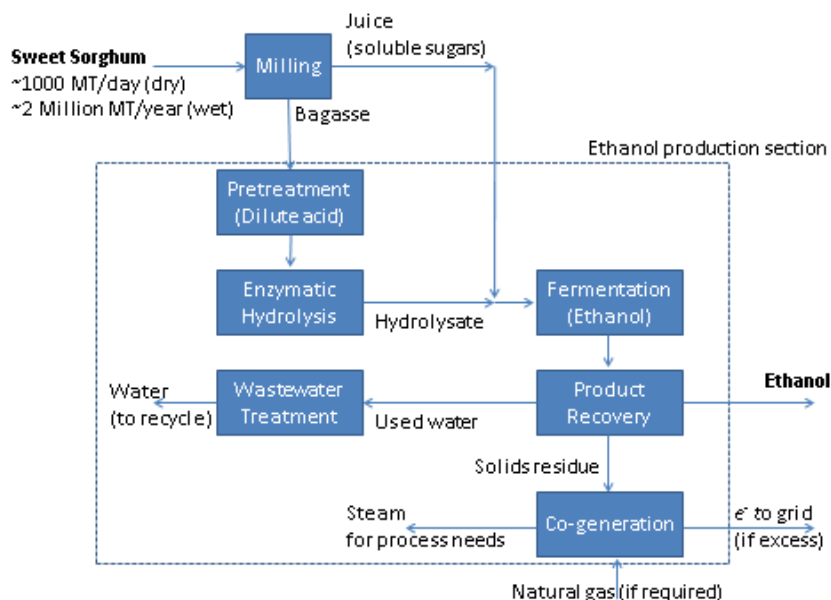 Juice
(soluble sugars)
Sweet Sorghum
~1000 MT/day (dry)
~2 Million MT/year (wet)
Milling
Bagasse
Ethanol production section
Pretreatment
(Dilute acid)
Enzymatic
Hydrolysis
Hydrolysate
Fermentation
(Ethanol)
Water
(to recycle)
Wastewater
Treatment
Used water
Product
Recovery
Ethanol
Solids residue
Steam
for process needs
Co-generation
e- to grid
(if excess)
Natural gas (if required)